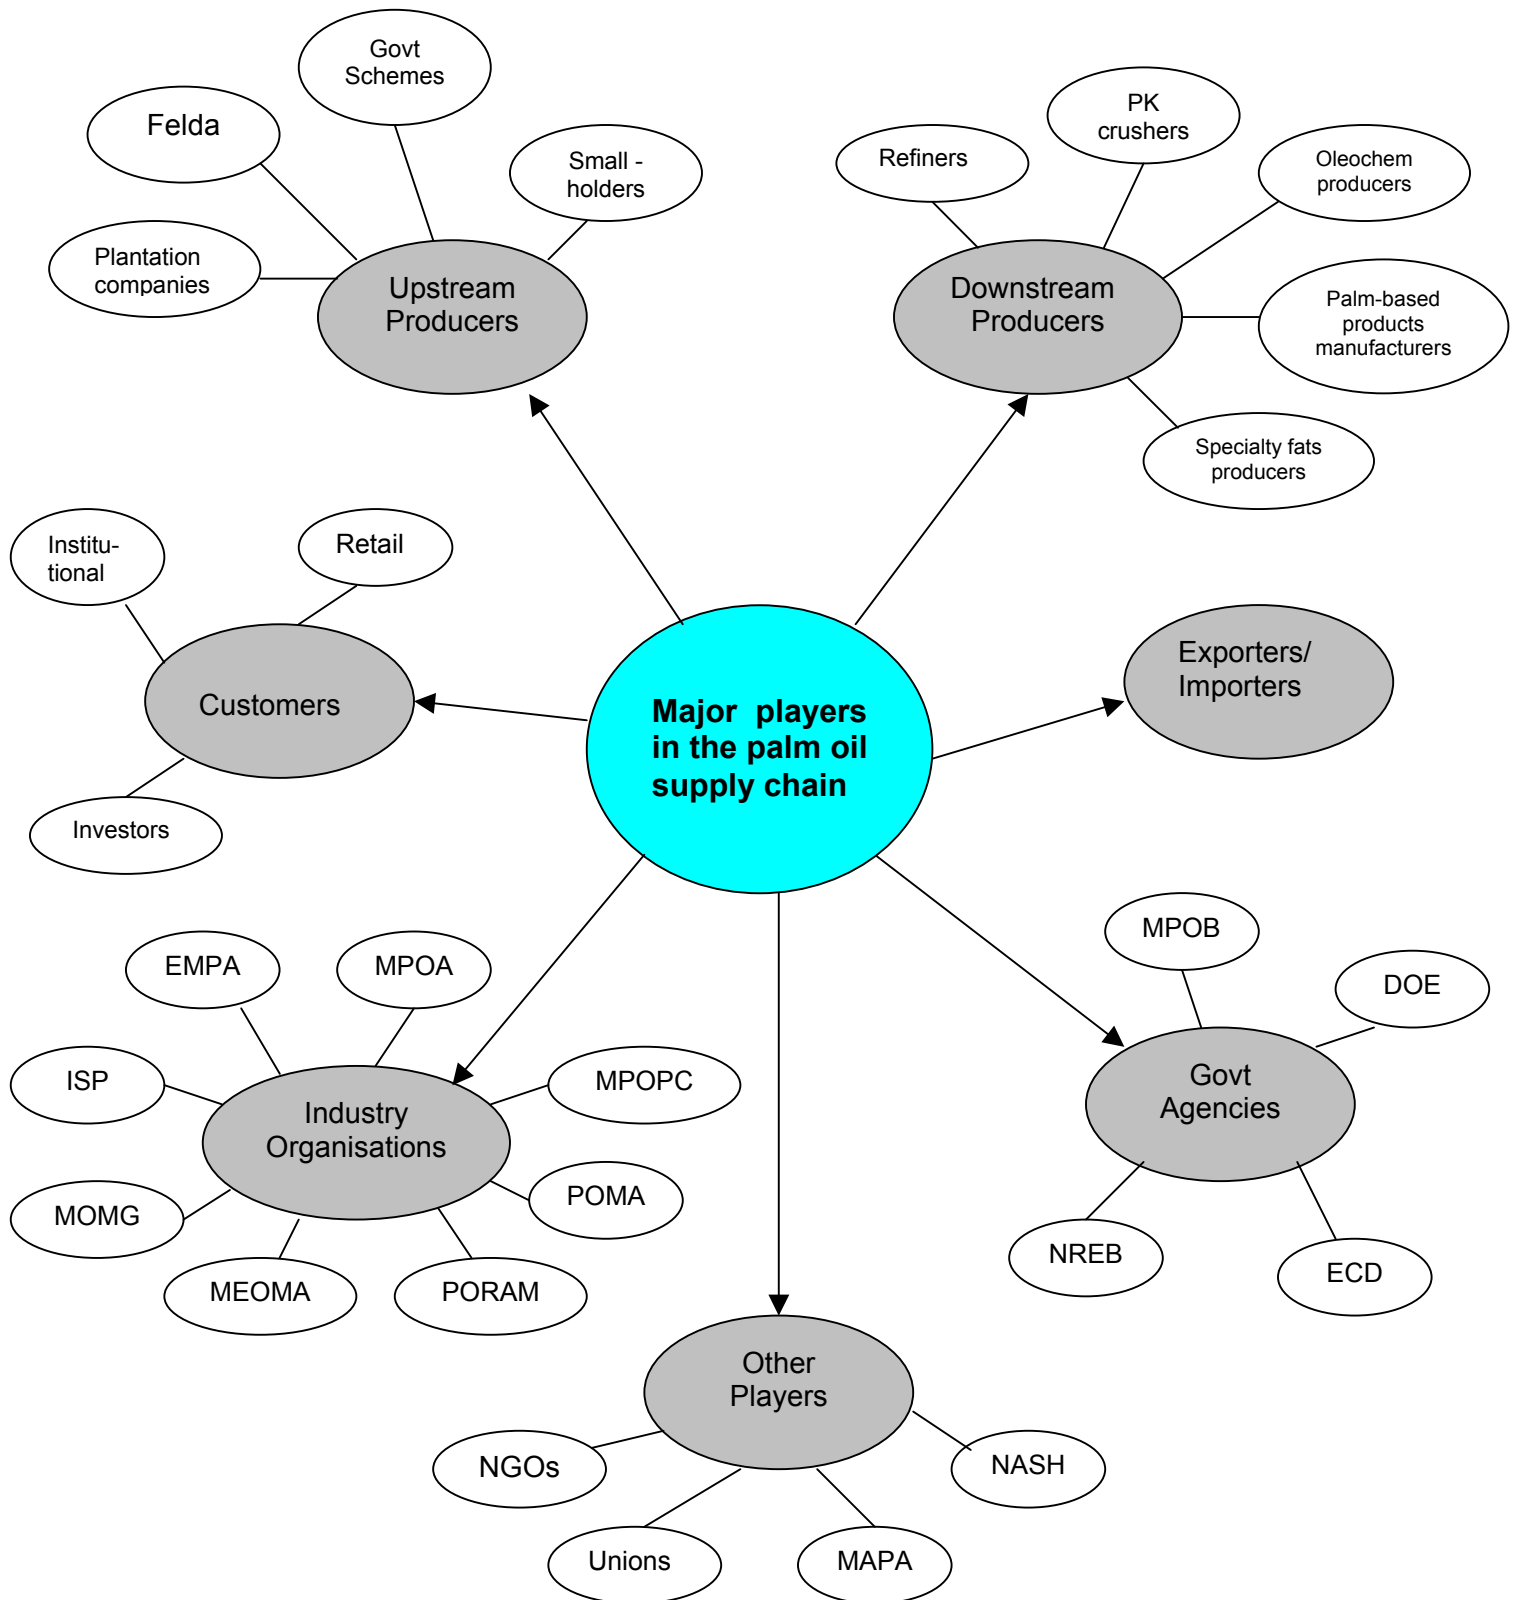 Govt
Schemes
Felda
Small -
holders
Plantation
companies
Upstream
Producers
PK
crushers
Refiners
Oleochem
producers
Downstream
Producers
Palm-based
products
manufacturers
Specialty fats
producers
Institu-
tional
Retail
Customers
Investors
Major players
in the palm oil
supply chain
Exporters/
Importers
EMPA
MPOA
ISP
MPOPC
Industry
Organisations
MOMG
POMA
MEOMA
PORAM
MPOB
DOE
Govt
Agencies
NREB
ECD
Other
Players
NGOs
NASH
Unions
MAPA